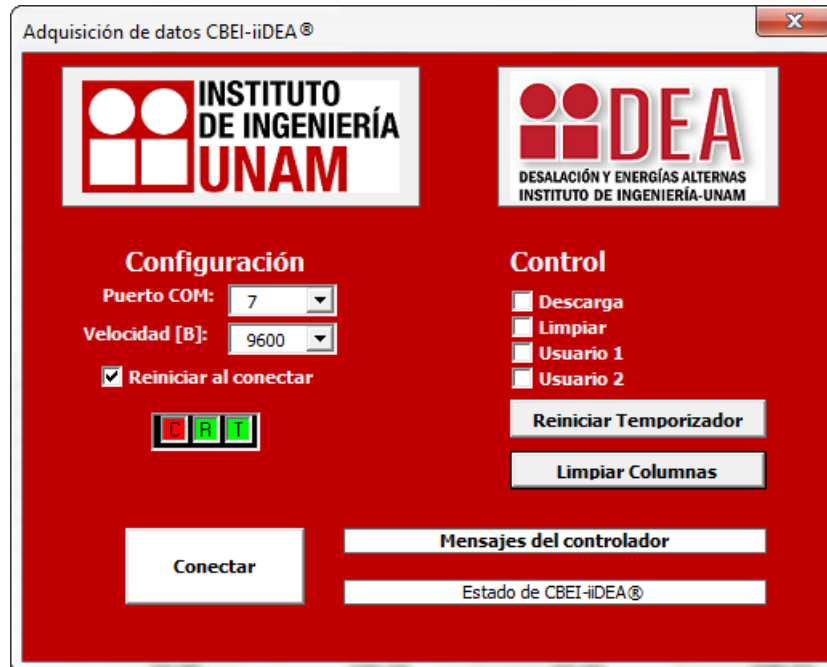 Adquisición de datos CBEI-iiDEA®
INSTITUTO
DE INGENIERÍA
UNAM
iiDEA
DESALACIÓN Y ENERGÍAS ALTERNAS
INSTITUTO DE INGENIERÍA-UNAM
Configuración
Puerto COM: 7
Velocidad [B]: 9600
Reiniciar al conectar
C R T
Control
Descarga
Limpiar
Usuario 1
Usuario 2
Reiniciar Temporizador
Limpiar Columnas
Conectar
Mensajes del controlador
Estado de CBEI-iiDEA®